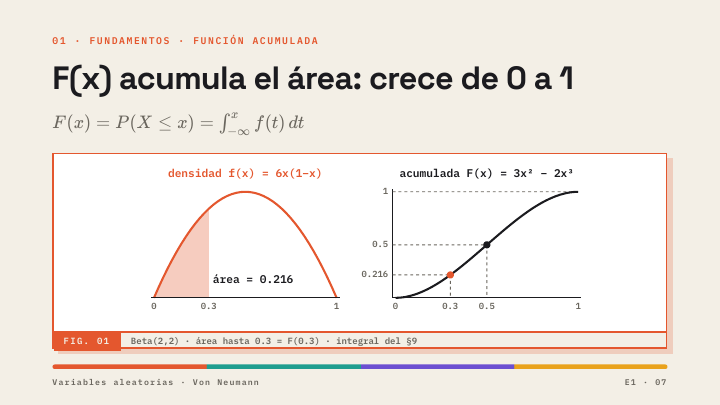 01 · FUNDAMENTOS · FUNCIÓN ACUMULADA
F(x) acumula el área: crece de 0 a 1
F(x) = P(X ≤ x) = ∫_{−∞}^{x} f(t) dt
densidad f(x) = 6x(1−x)
área = 0.216
0 0.3 1
acumulada F(x) = 3x² − 2x³
1
0.5
0.216
0 0.3 0.5 1
FIG. 01 Beta(2,2) · área hasta 0.3 = F(0.3) · integral del §9
Variables aleatorias · Von Neumann E1 · 07